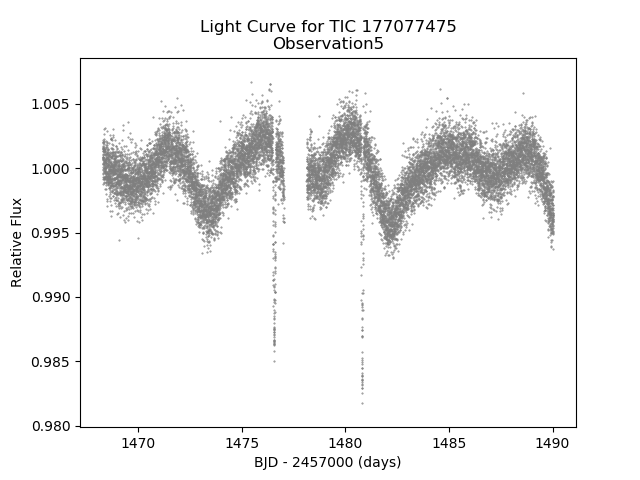 Light Curve for TIC 177077475
Observation5
1.005
1.000
0.995
0.990
0.985
0.980
Relative Flux
1470
1475
1480
1485
1490
BJD - 2457000 (days)